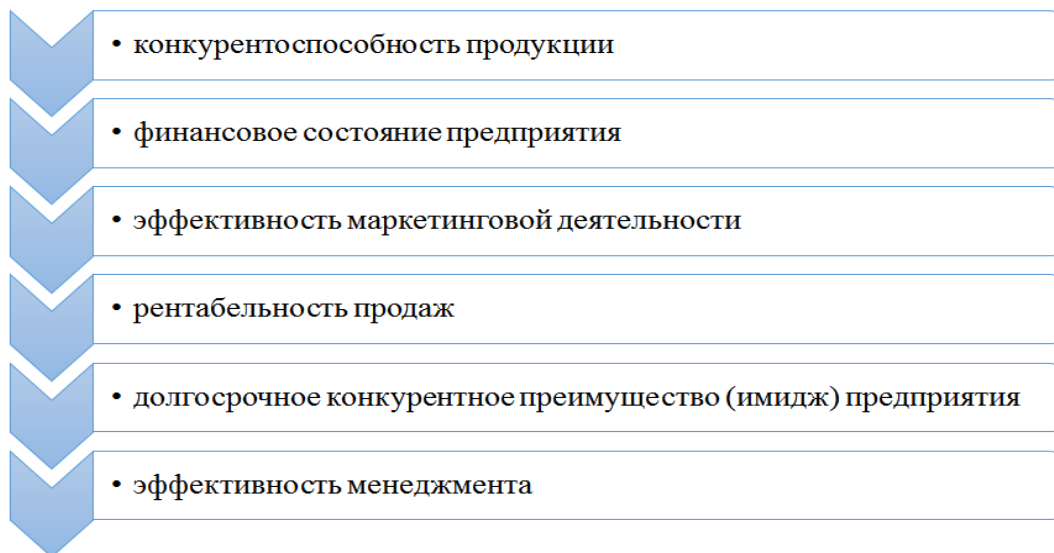 • конкурентоспособность продукции
• финансовое состояние предприятия
• эффективность маркетинговой деятельности
• рентабельность продаж
• долгосрочное конкурентное преимущество (имидж) предприятия
• эффективность менеджмента